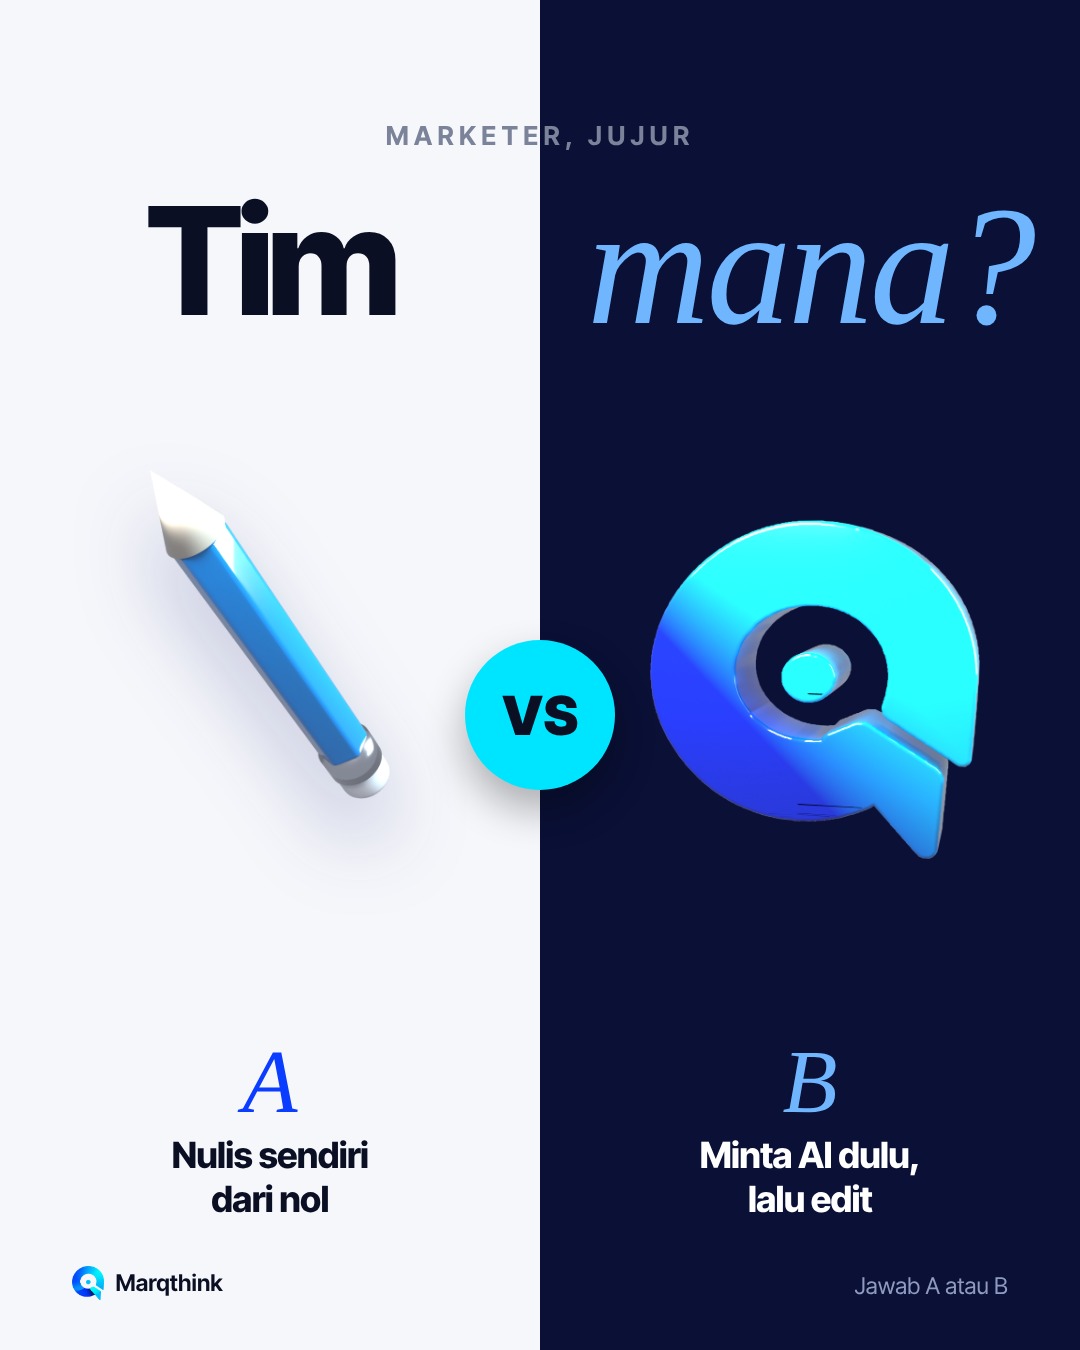 MARKETER, JUJUR
Tim mana?
VS
A
Nulis sendiri
dari nol
B
Minta AI dulu,
lalu edit
Marqthink
Jawab A atau B